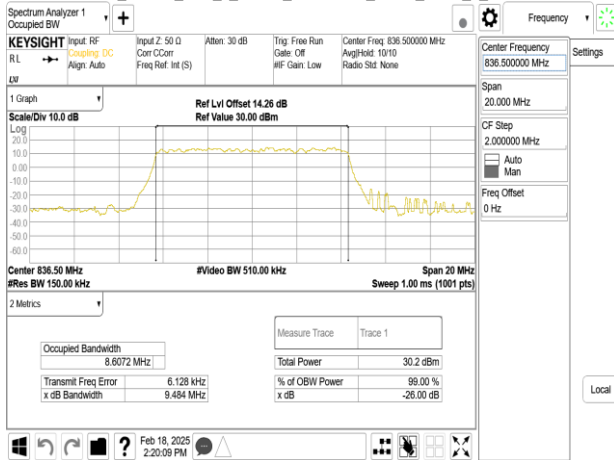 Spectrum Analyzer 1
Occupied BW
Frequency
KEYSIGHT
RL
LXI
Input: RF
Coupling: DC
Align: Auto
Input Z: 50 Ω
Corr CCorr
Freq Ref: Int (S)
Atten: 30 dB
Trig: Free Run
Gate: Off
#IF Gain: Low
Center Freq: 836.500000 MHz
Avg|Hold: 10/10
Radio Std: None
Center Frequency
836.500000 MHz
Settings
Span
20.000 MHz
CF Step
2.000000 MHz
Auto
Man
Freq Offset
0 Hz
Local
1 Graph
Scale/Div 10.0 dB
Ref Lvl Offset 14.26 dB
Ref Value 30.00 dBm
Log
20.0
10.0
0.00
-10.0
-20.0
-30.0
-40.0
-50.0
-60.0
Center 836.50 MHz
#Video BW 510.00 kHz
Span 20 MHz
#Res BW 150.00 kHz
Sweep 1.00 ms (1001 pts)
2 Metrics
Measure Trace Trace 1
Occupied Bandwidth
8.6072 MHz
Total Power 30.2 dBm
Transmit Freq Error 6.128 kHz
% of OBW Power 99.00 %
x dB Bandwidth 9.484 MHz
x dB -26.00 dB
?
Feb 18, 2025
2:20:09 PM